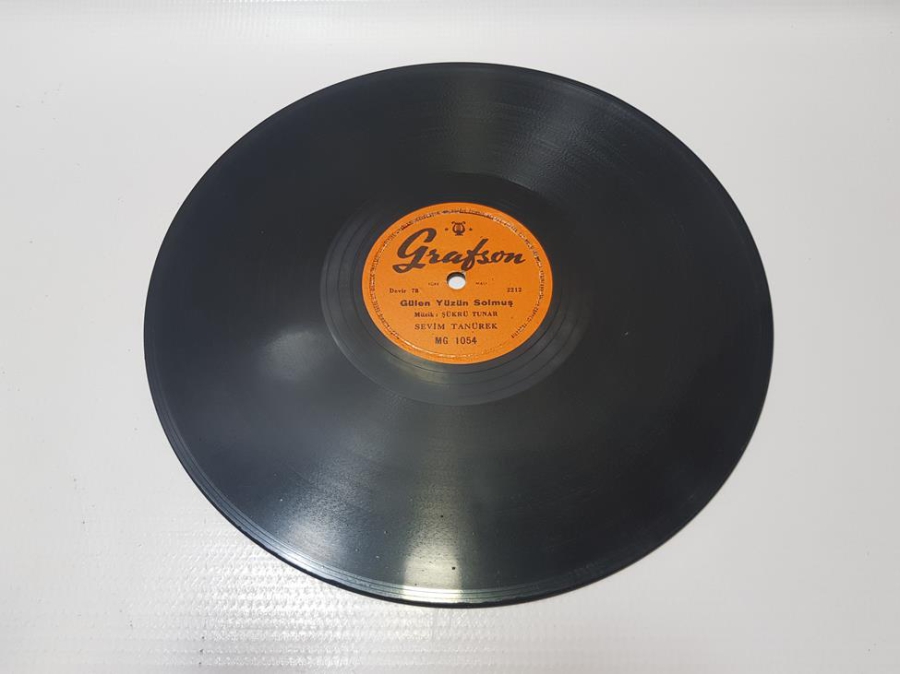 Grafson
Devir 78 2212
Gülen Yüzün Solmuş
Müzik : ŞÜKRÜ TUNAR
SEVİM TANÜREK
MG 1054